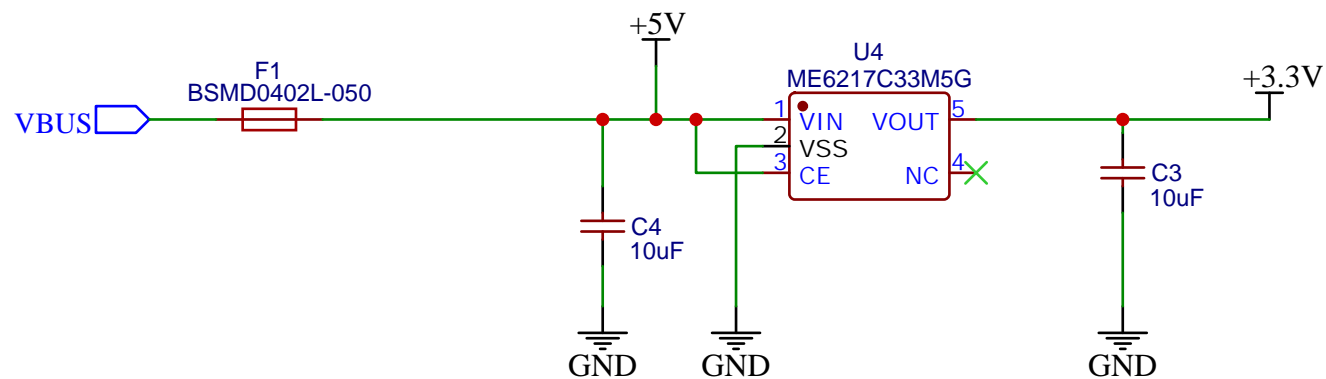 +5V
F1
BSMD0402L-050
U4
ME6217C33M5G
+3.3V
VBUS
1
VIN
VOUT
5
2
VSS
3
CE
NC
4
C4
10uF
C3
10uF
GND
GND
GND